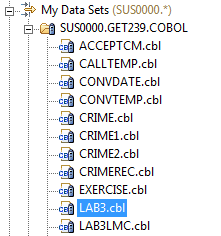 My Data Sets (SUS0000.*)
SUS0000.GET239.COBOL
ACCEPTCM.cbl
CALLTEMP.cbl
CONVDATE.cbl
CONVTEMP.cbl
CRIME.cbl
CRIME1.cbl
CRIME2.cbl
CRIMEREC.cbl
EXERCISE.cbl
LAB3.cbl
LAB3LMC.cbl